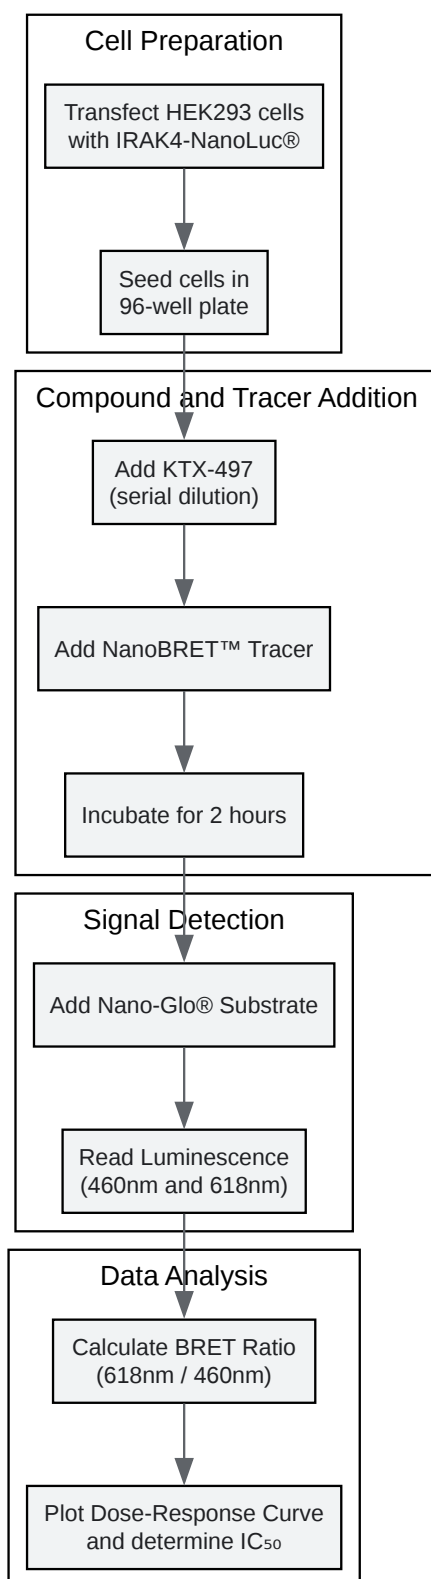 Cell Preparation
Transfect HEK293 cells
with IRAK4-NanoLuc®
Seed cells in
96-well plate
Compound and Tracer Addition
Add KTX-497
(serial dilution)
Add NanoBRET™ Tracer
Incubate for 2 hours
Signal Detection
Add Nano-Glo® Substrate
Read Luminescence
(460nm and 618nm)
Data Analysis
Calculate BRET Ratio
(618nm / 460nm)
Plot Dose-Response Curve
and determine IC₅₀